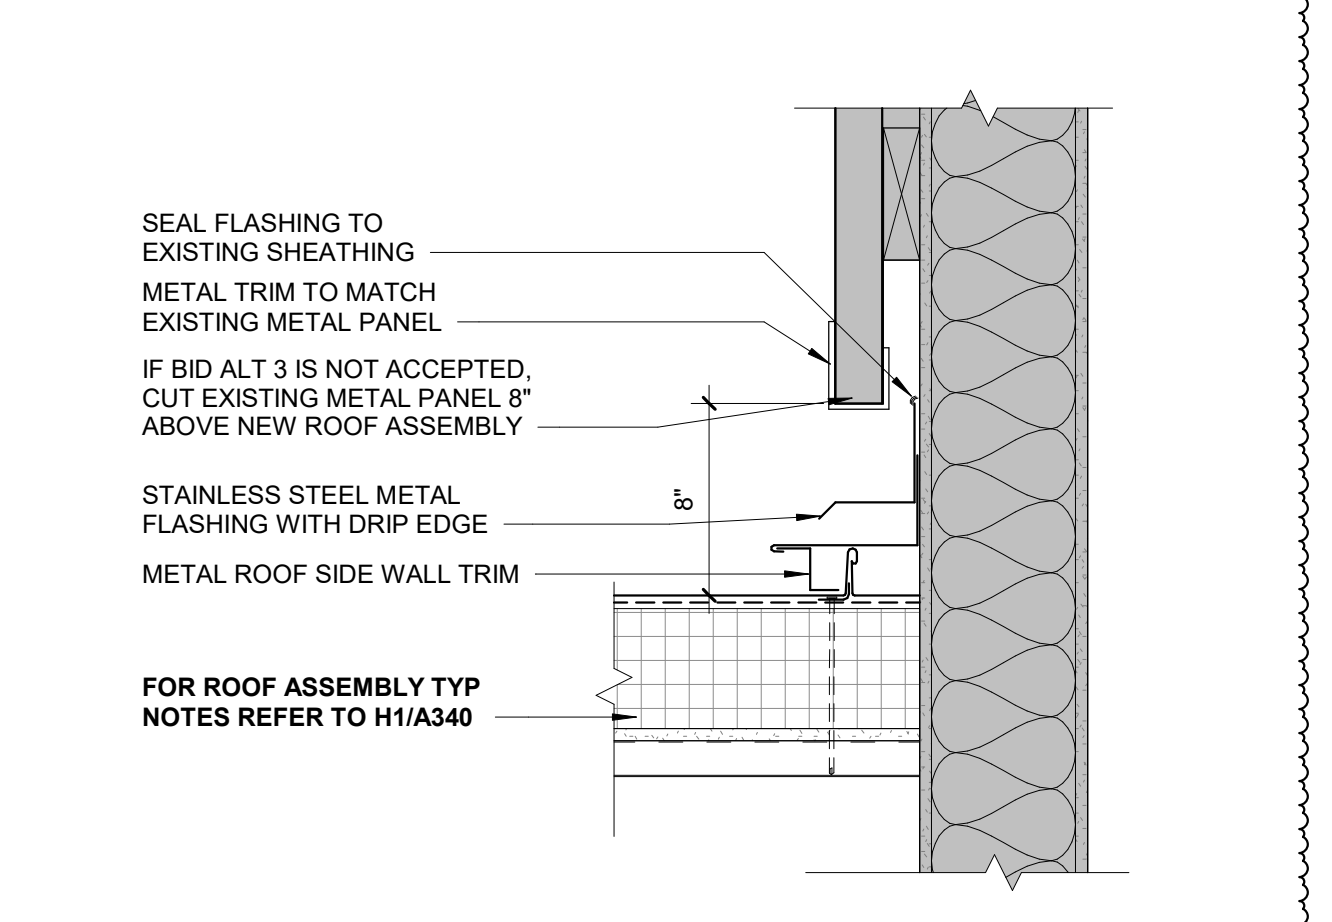 SEAL FLASHING TO
EXISTING SHEATHING
METAL TRIM TO MATCH
EXISTING METAL PANEL
IF BID ALT 3 IS NOT ACCEPTED,
CUT EXISTING METAL PANEL 8"
ABOVE NEW ROOF ASSEMBLY
STAINLESS STEEL METAL
FLASHING WITH DRIP EDGE
8"
METAL ROOF SIDE WALL TRIM
FOR ROOF ASSEMBLY TYP
NOTES REFER TO H1/A340